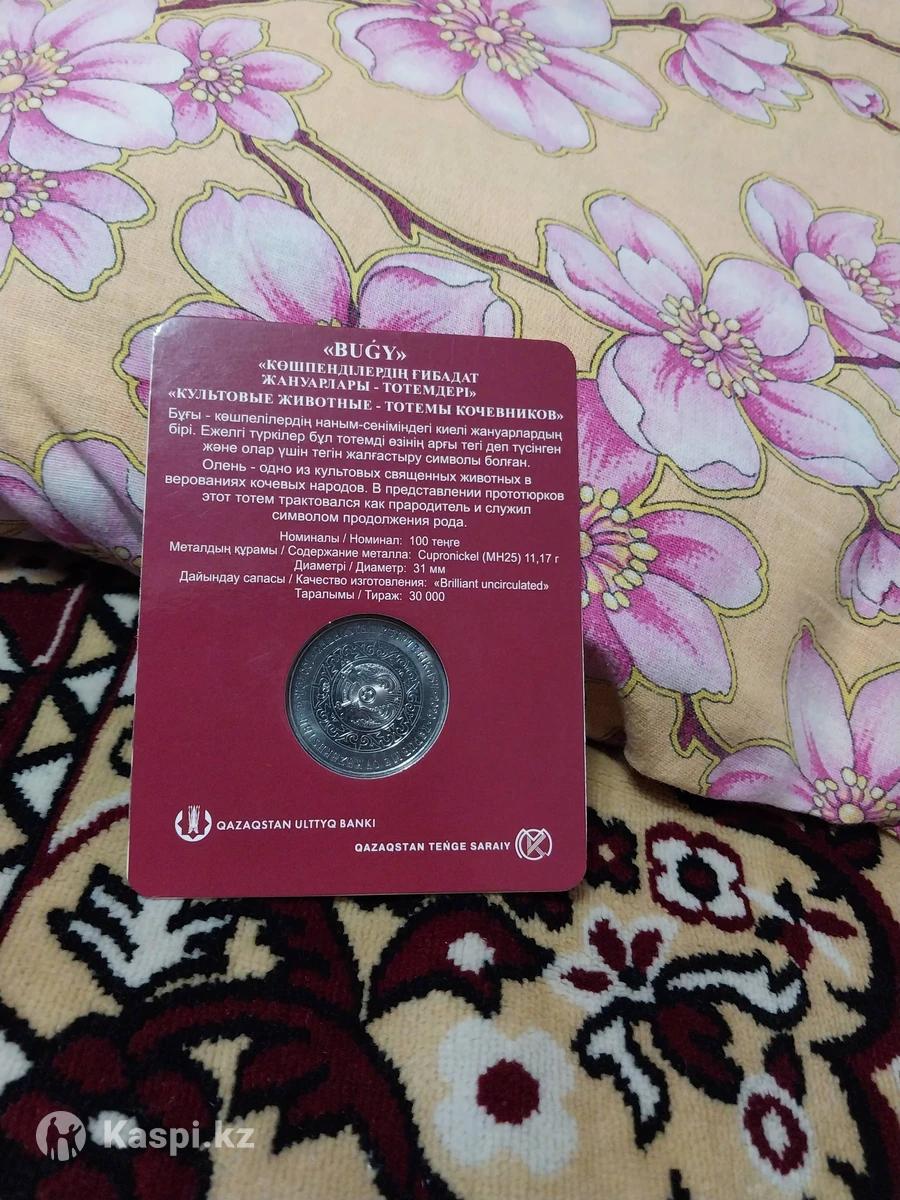 «BUǴY»
«КӨШПЕНДІЛЕРДІҢ ҒИБАДАТ
ЖАНУАРЛАРЫ - ТОТЕМДЕРІ»
«КУЛЬТОВЫЕ ЖИВОТНЫЕ - ТОТЕМЫ КОЧЕВНИКОВ»
Бұғы - көшпелілердің наным-сеніміндегі киелі жануарлардың
бірі. Ежелгі түркілер бұл тотемді өзінің арғы тегі деп түсінген
және олар үшін тегін жалғастыру символы болған.
Олень - одно из культовых священных животных в
верованиях кочевых народов. В представлении прототюрков
этот тотем трактовался как прародитель и служил
символом продолжения рода.
Номиналы / Номинал: 100 теңге
Металдың құрамы / Содержание металла: Cupronickel (МН25) 11,17 г
Диаметрі / Диаметр: 31 мм
Дайындау сапасы / Качество изготовления: «Brilliant uncirculated»
Таралымы / Тираж: 30 000
QAZAQSTAN ULTTYQ BANKI
QAZAQSTAN TEŃGE SARAIY
Kaspi.kz